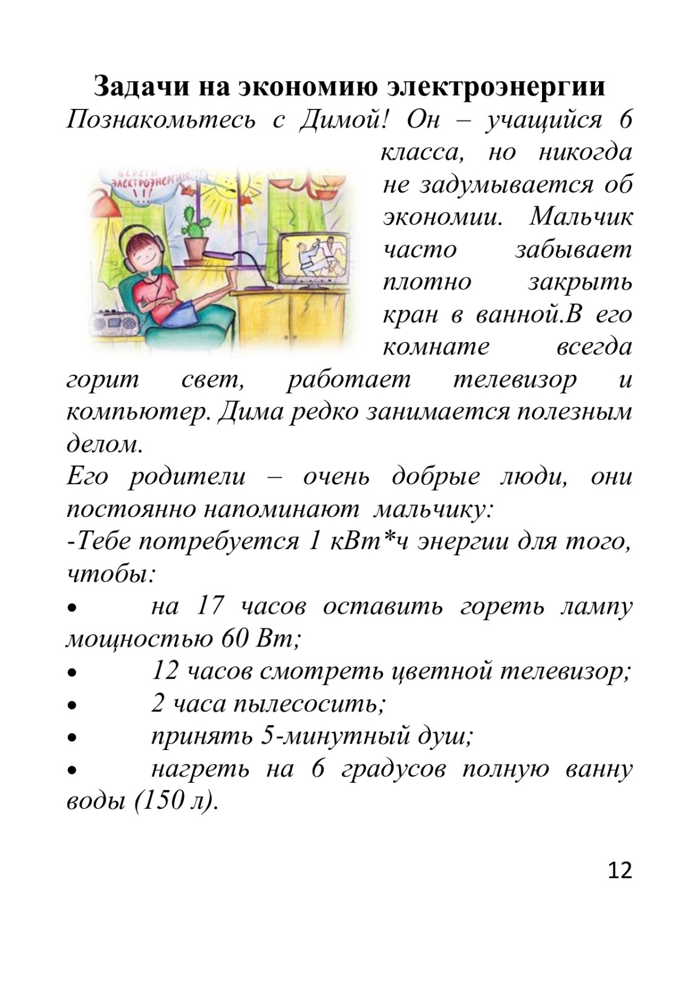 Задачи на экономию электроэнергии
Познакомьтесь с Димой! Он – учащийся 6
класса, но никогда
не задумывается об
экономии. Мальчик
часто забывает
плотно закрыть
кран в ванной.В его
комнате всегда
БЕРЕГИ
ЭЛЕКТРОЭНЕРГИЮ!!!
!!!
...
горит свет, работает телевизор и
компьютер. Дима редко занимается полезным
делом.
Его родители – очень добрые люди, они
постоянно напоминают мальчику:
-Тебе потребуется 1 кВт*ч энергии для того,
чтобы:
• на 17 часов оставить гореть лампу
мощностью 60 Вт;
• 12 часов смотреть цветной телевизор;
• 2 часа пылесосить;
• принять 5-минутный душ;
• нагреть на 6 градусов полную ванну
воды (150 л).
12